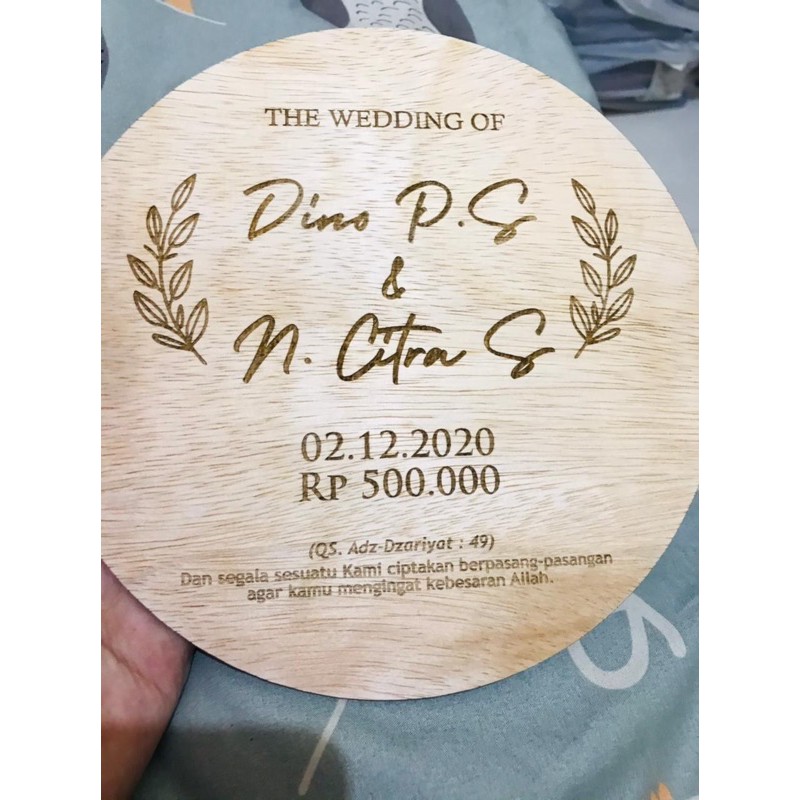 THE WEDDING OF
Dino P.S
&
N. Citra S
02.12.2020
RP 500.000
(QS. Adz-Dzariyat : 49)
Dan segala sesuatu Kami ciptakan berpasang-pasangan
agar kamu mengingat kebesaran Allah.